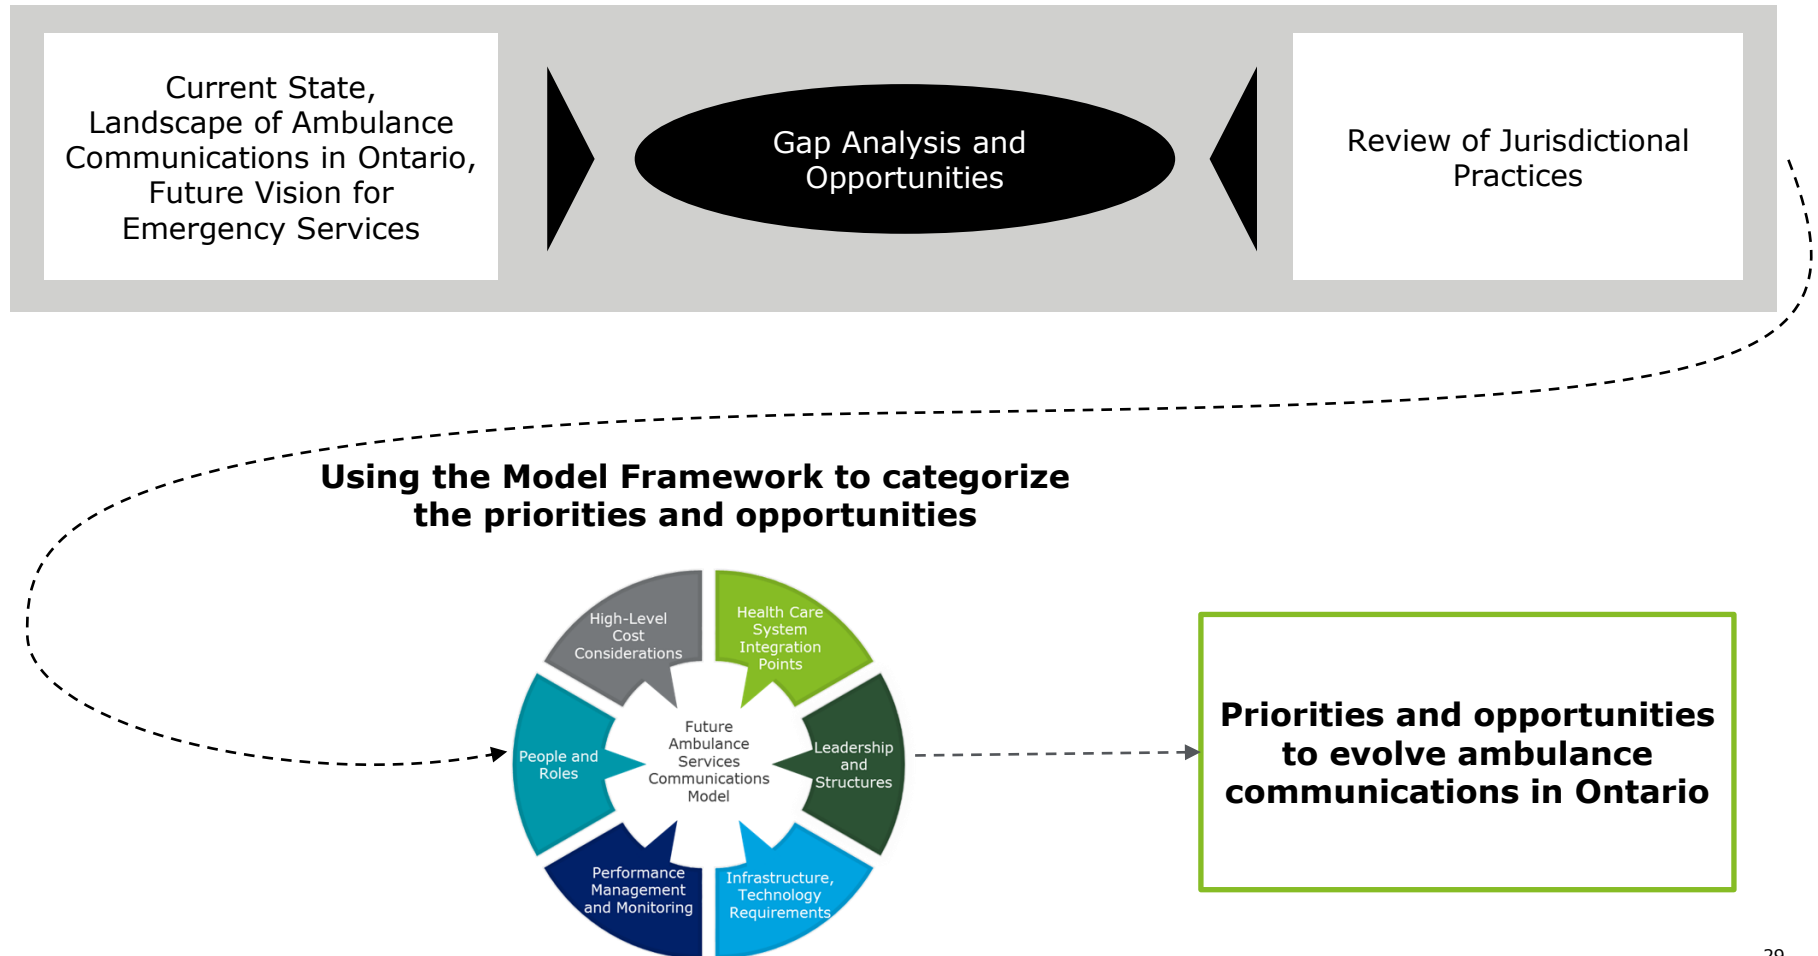 Current State,
Landscape of Ambulance
Communications in Ontario,
Future Vision for
Emergency Services
Gap Analysis and
Opportunities
Review of Jurisdictional
Practices
Using the Model Framework to categorize
the priorities and opportunities
High-Level
Cost
Considerations
Health Care
System
Integration
Points
People and
Roles
Future
Ambulance
Services
Communications
Model
Leadership
and
Structures
Performance
Management
and Monitoring
Infrastructure,
Technology
Requirements
Priorities and opportunities
to evolve ambulance
communications in Ontario
29